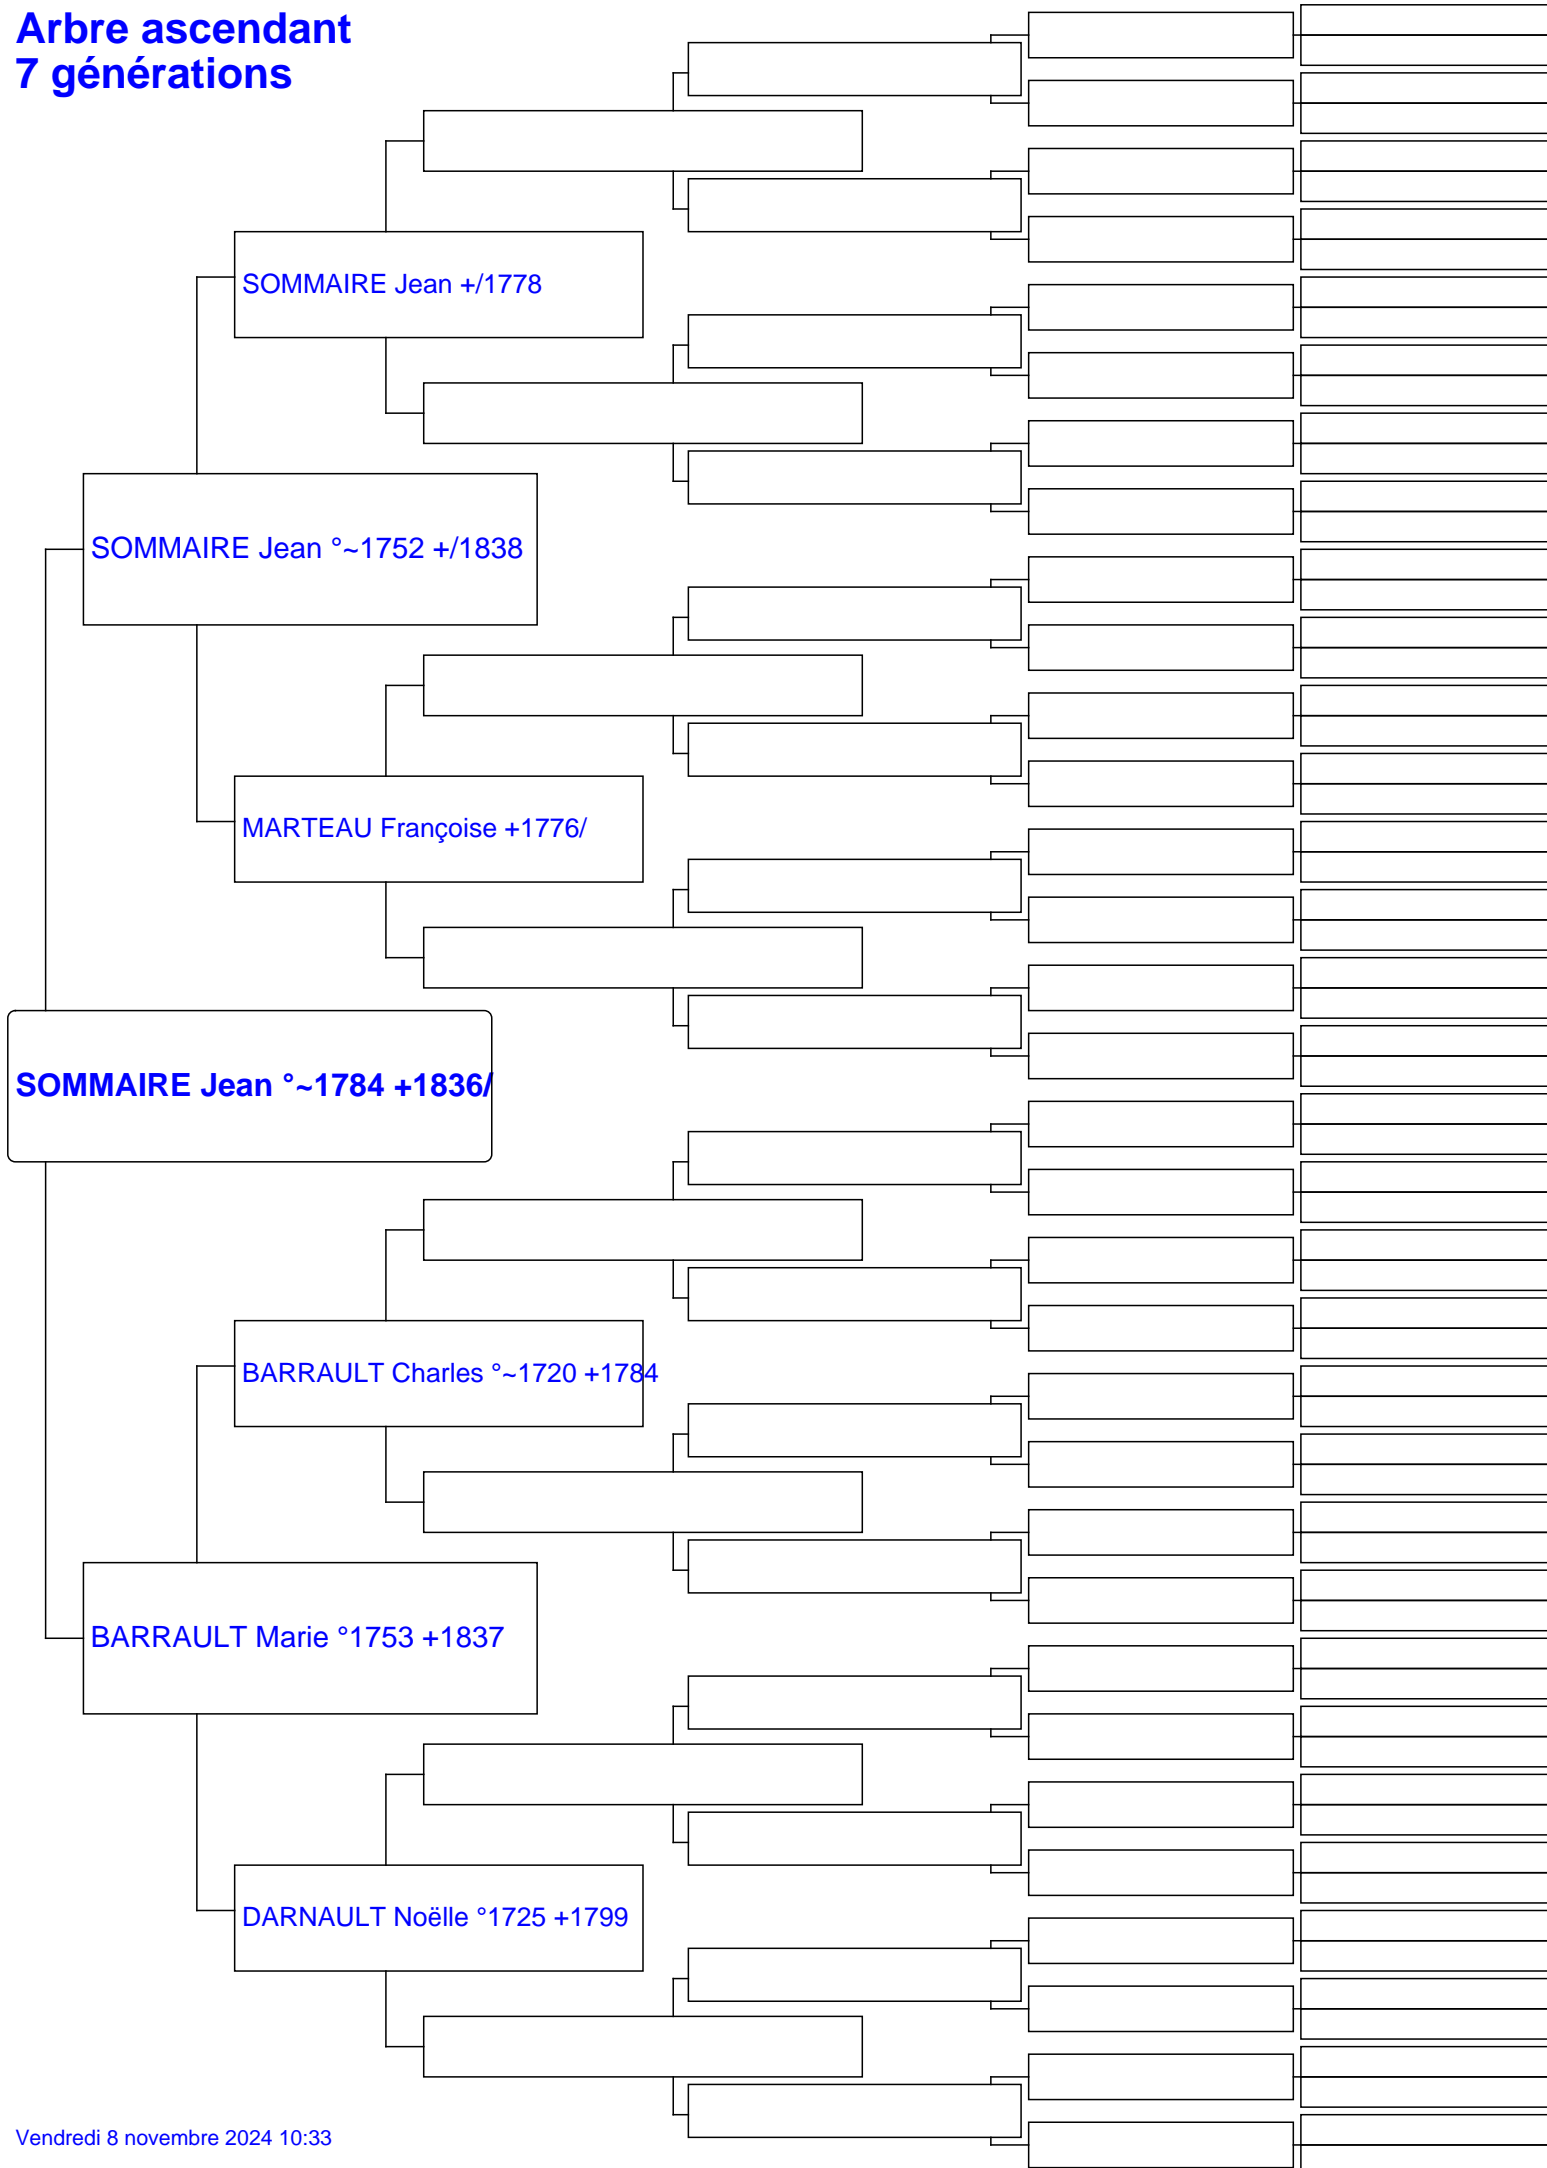 Arbre ascendant
7 générations
SOMMAIRE Jean +/1778
SOMMAIRE Jean °~1752 +/1838
MARTEAU Françoise +1776/
SOMMAIRE Jean °~1784 +1836/
BARRAULT Charles °~1720 +1784
BARRAULT Marie °1753 +1837
DARNAULT Noëlle °1725 +1799
Vendredi 8 novembre 2024 10:33